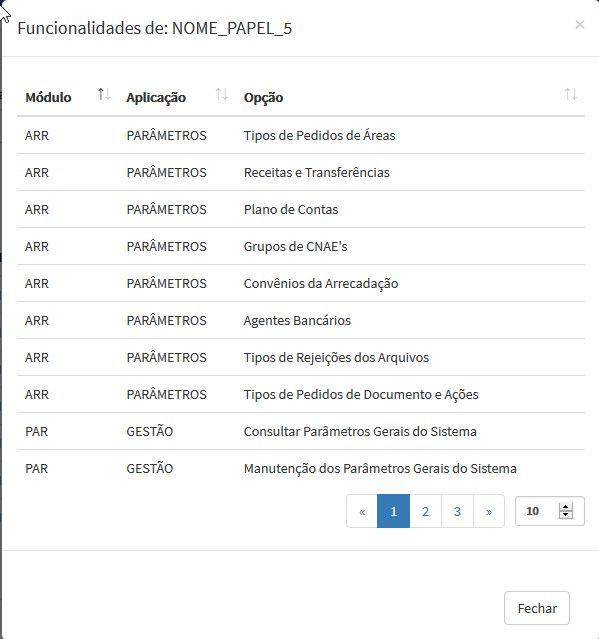 Funcionalidades de: NOME_PAPEL_5 ×
Módulo Aplicação Opção
ARR PARÂMETROS Tipos de Pedidos de Áreas
ARR PARÂMETROS Receitas e Transferências
ARR PARÂMETROS Plano de Contas
ARR PARÂMETROS Grupos de CNAE's
ARR PARÂMETROS Convênios da Arrecadação
ARR PARÂMETROS Agentes Bancários
ARR PARÂMETROS Tipos de Rejeições dos Arquivos
ARR PARÂMETROS Tipos de Pedidos de Documento e Ações
PAR GESTÃO Consultar Parâmetros Gerais do Sistema
PAR GESTÃO Manutenção dos Parâmetros Gerais do Sistema
« 1 2 3 » 10
Fechar